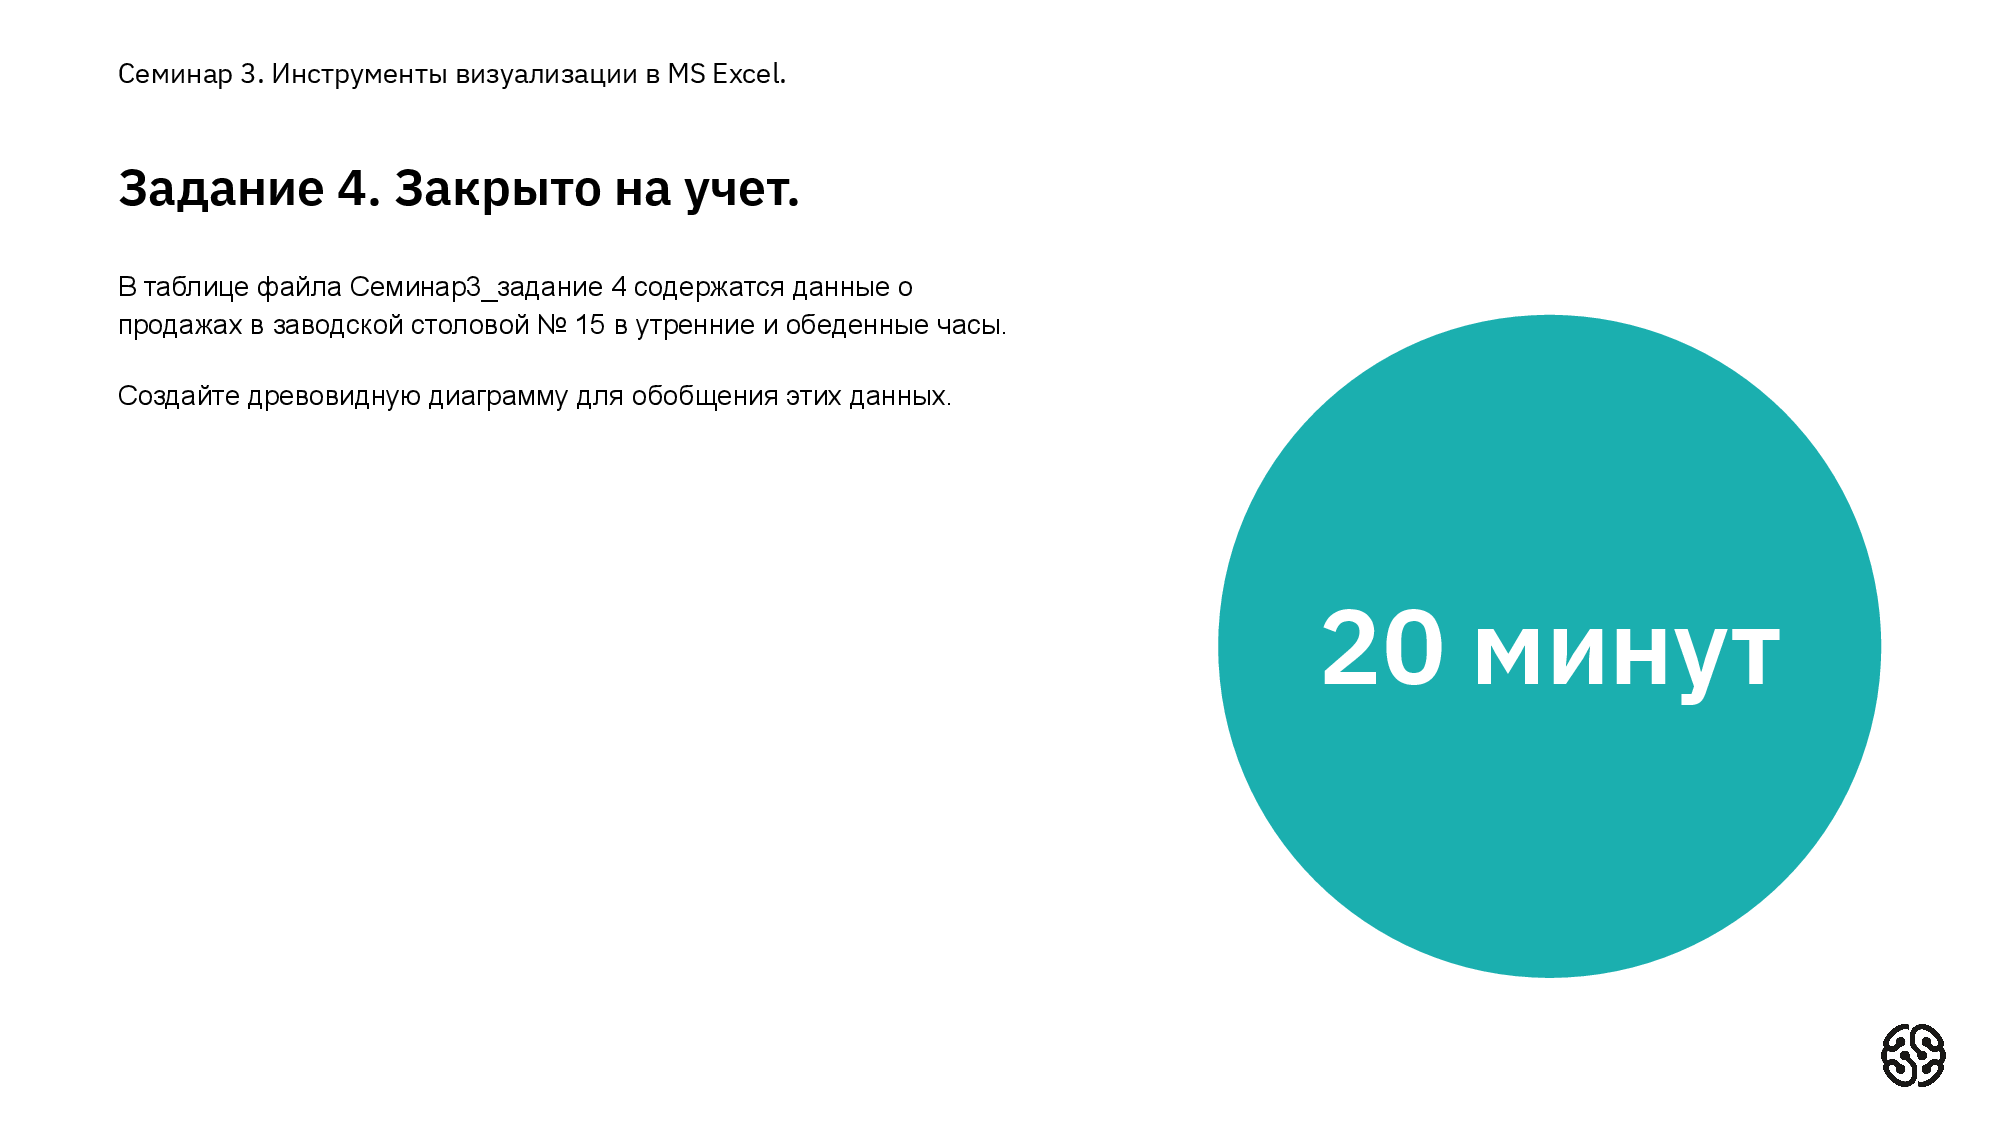 Семинар 3. Инструменты визуализации в MS Excel.
Задание 4. Закрыто на учет.
В таблице файла Семинар3_задание 4 содержатся данные о
продажах в заводской столовой № 15 в утренние и обеденные часы.
Создайте древовидную диаграмму для обобщения этих данных.
20 минут